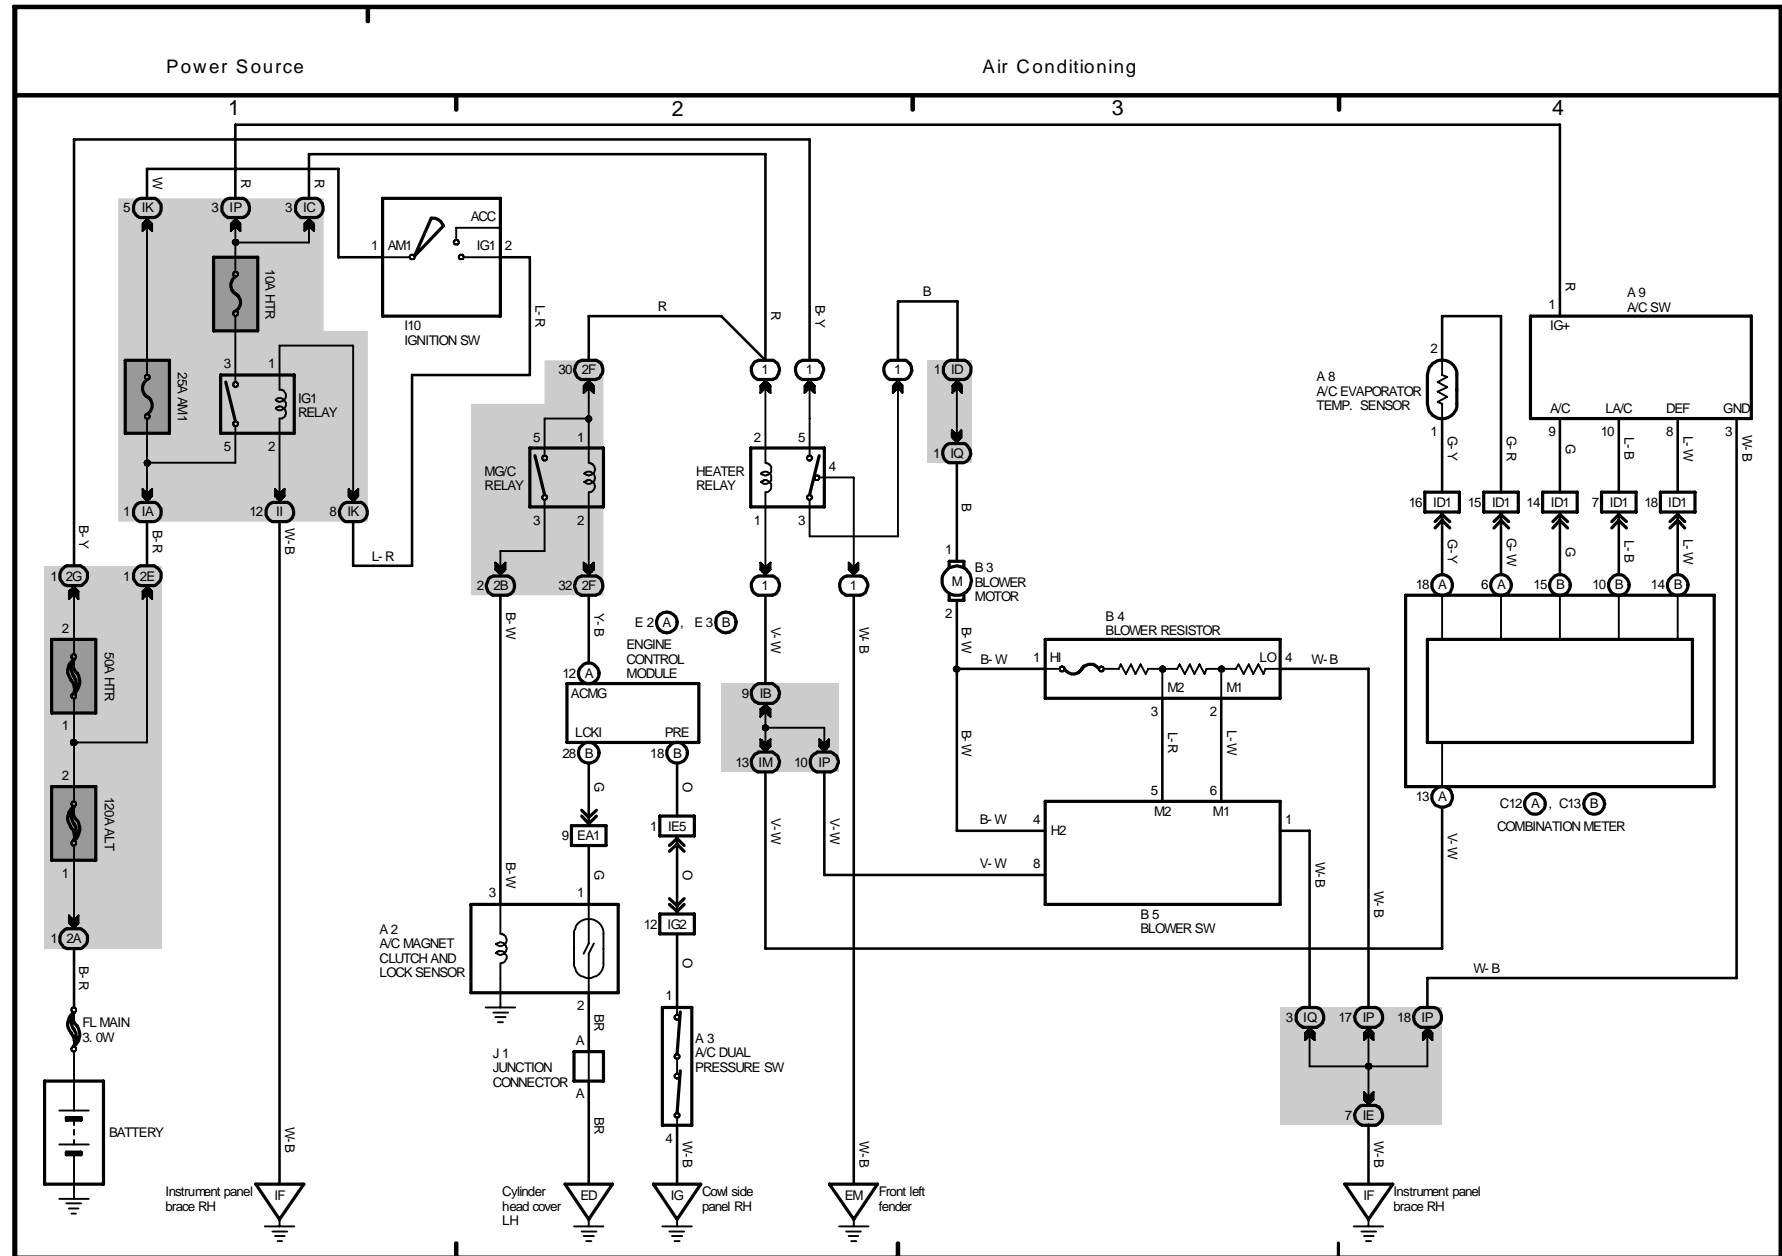 Power Source
Air Conditioning
1
2
3
4
W
R
R
5 IK
3 IP
3 IC
10A HTR
25A AM1
3
1
5
2
IG1
RELAY
1 IA
12 II
8 IK
B-Y
B-R
W-B
L-R
1
AM1
ACC
IG1
2
I10
IGNITION SW
L-R
1 2G
1 2E
2
50A HTR
1
2
120A ALT
1
1 2A
B-R
FL MAIN
3. 0W
BATTERY
W-B
Instrument panel
brace RH
IF
R
30 2F
5
1
MG/C
RELAY
3
2
2 2B
32 2F
B-W
Y-B
E 2 A , E 3 B
ENGINE
CONTROL
MODULE
12 A
ACMG
LCKI
PRE
28 B
18 B
G
O
9 EA1
1 IE5
G
O
B-W
12 IG2
O
3
1
A 2
A/C MAGNET
CLUTCH AND
LOCK SENSOR
2
BR
A
J 1
JUNCTION
CONNECTOR
A
BR
1
A 3
A/C DUAL
PRESSURE SW
4
W-B
Cylinder
head cover
LH
ED
IG
Cowl side
panel RH
R
B-Y
1
1
1
B
1 ID
1 IQ
2
5
4
HEATER
RELAY
1
3
1
1
V-W
W-B
9 IB
13 IM
10 IP
V-W
V-W
W-B
EM
Front left
fender
B
1
M
B 3
BLOWER
MOTOR
2
B-W
B-W
B-W
B 4
BLOWER RESISTOR
1
HI
LO
4
W-B
M2
M1
3
2
L-R
L-W
5
6
M2
M1
B-W
4
H2
V-W
8
1
B 5
BLOWER SW
W-B
W-B
W-B
3 IQ
17 IP
18 IP
7 IE
W-B
IF
Instrument panel
brace RH
R
A 9
A/C SW
1
IG+
A/C
LA/C
DEF
GND
9
10
8
3
2
A 8
A/C EVAPORATOR
TEMP. SENSOR
1
G-Y
G-R
G
L-B
L-W
W-B
16 ID1
15 ID1
14 ID1
7 ID1
18 ID1
G-Y
G-W
G
L-B
L-W
18 A
6 A
15 B
10 B
14 B
13 A
V-W
C12 A , C13 B
COMBINATION METER